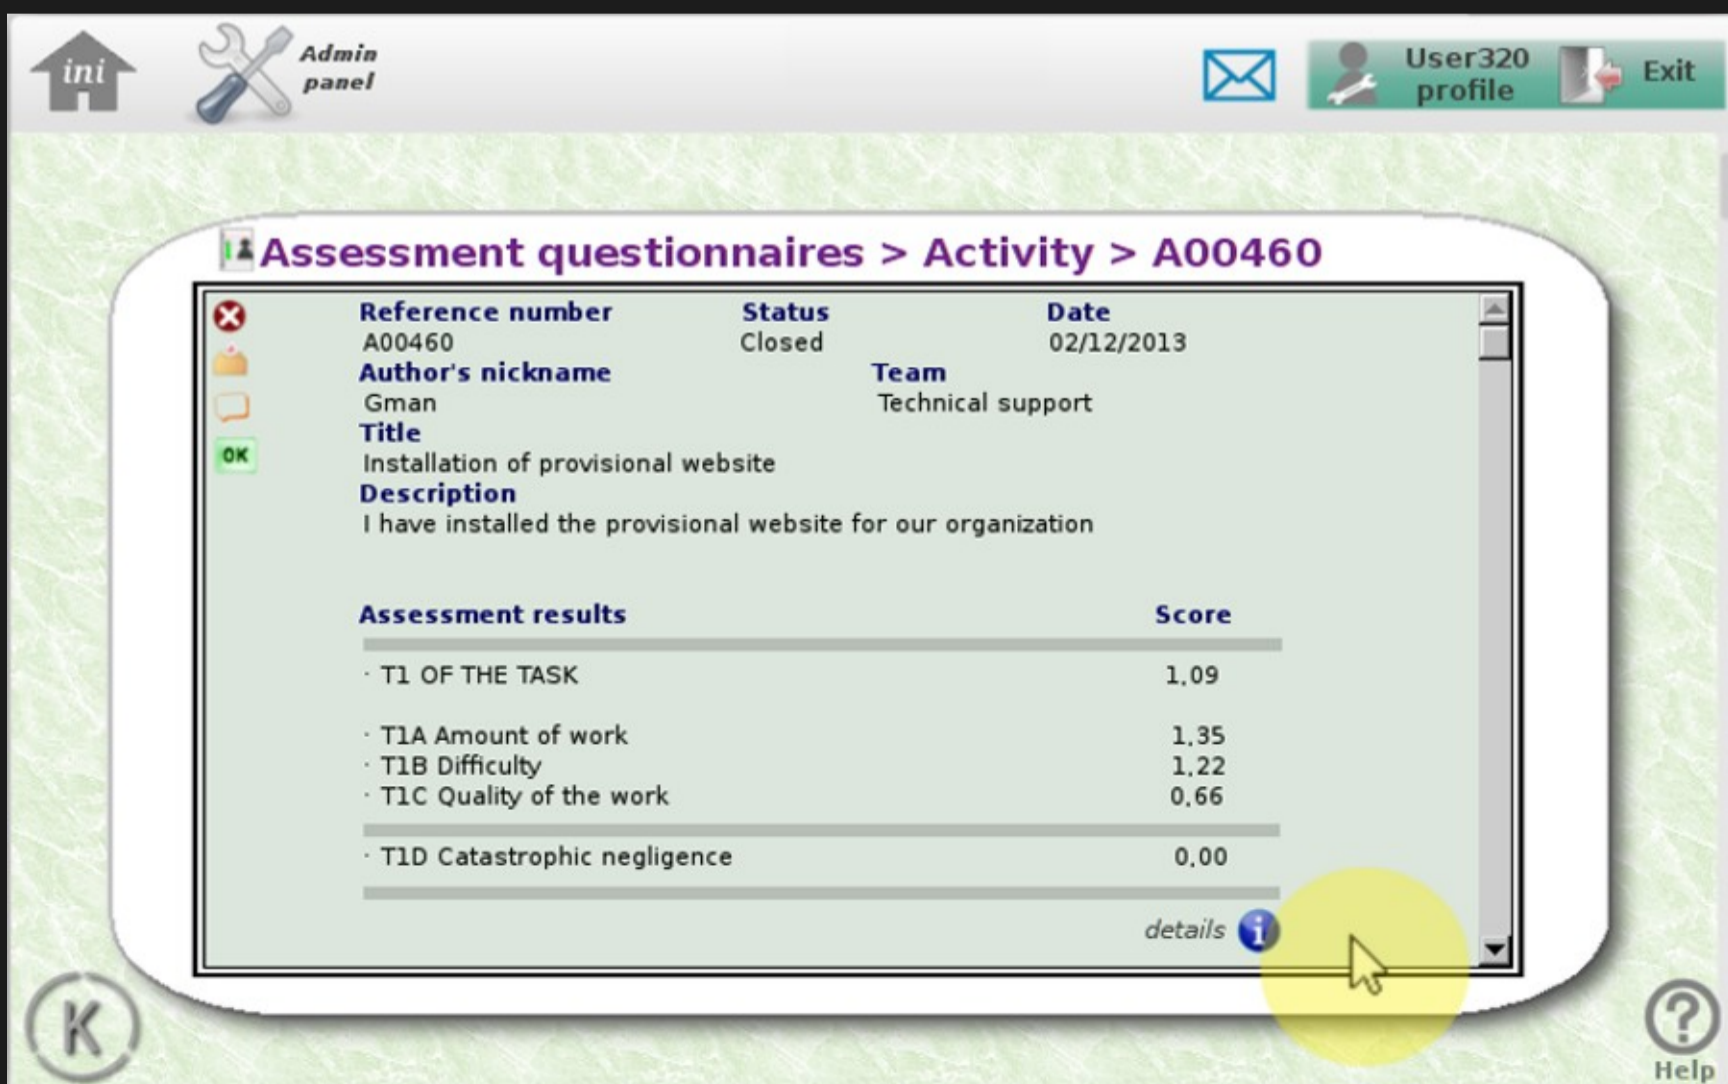 ini
Admin
panel
User320
profile
Exit
Assessment questionnaires > Activity > A00460
Reference number Status Date
A00460 Closed 02/12/2013
Author's nickname Team
Gman Technical support
Title
Installation of provisional website
OK
Description
I have installed the provisional website for our organization
Assessment results Score
· T1 OF THE TASK 1,09
· T1A Amount of work 1,35
· T1B Difficulty 1,22
· T1C Quality of the work 0,66
· T1D Catastrophic negligence 0,00
details i
K
?
Help